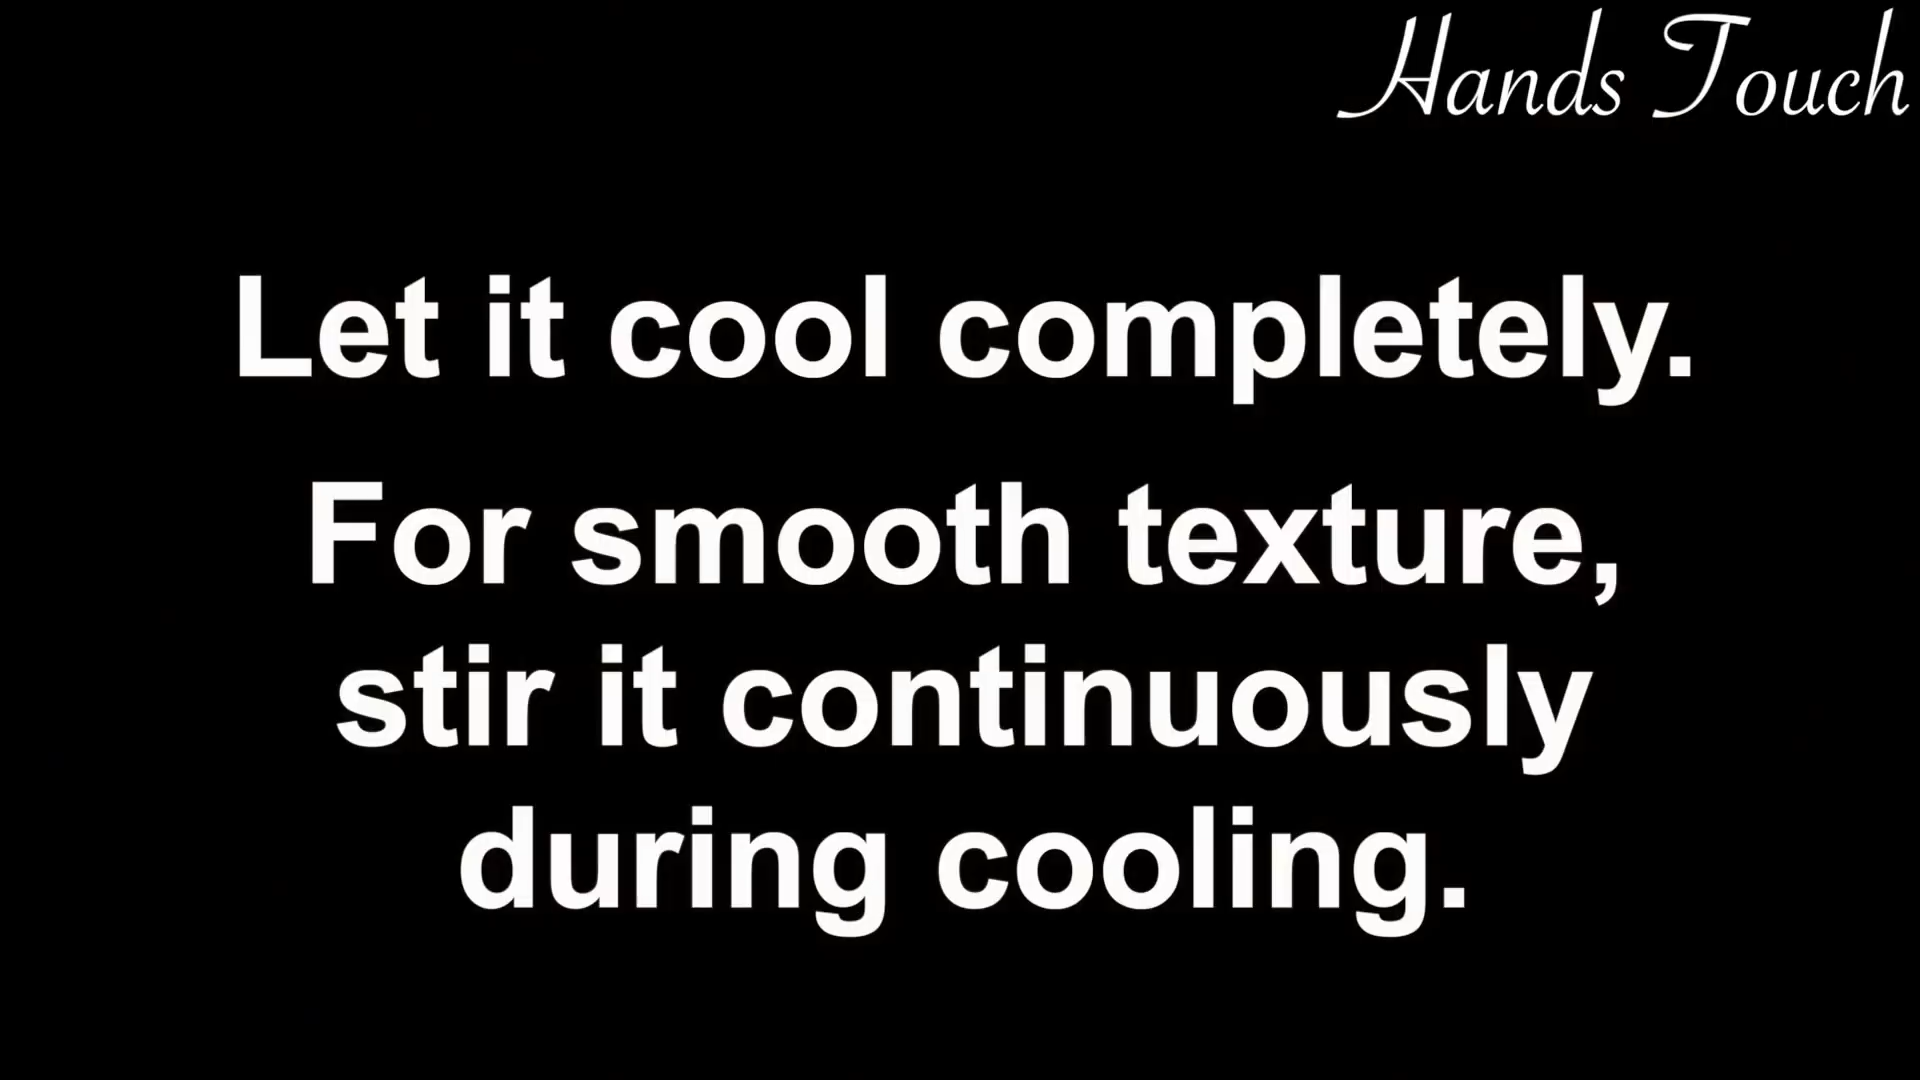 Hands Touch
Let it cool completely.
For smooth texture,
stir it continuously
during cooling.